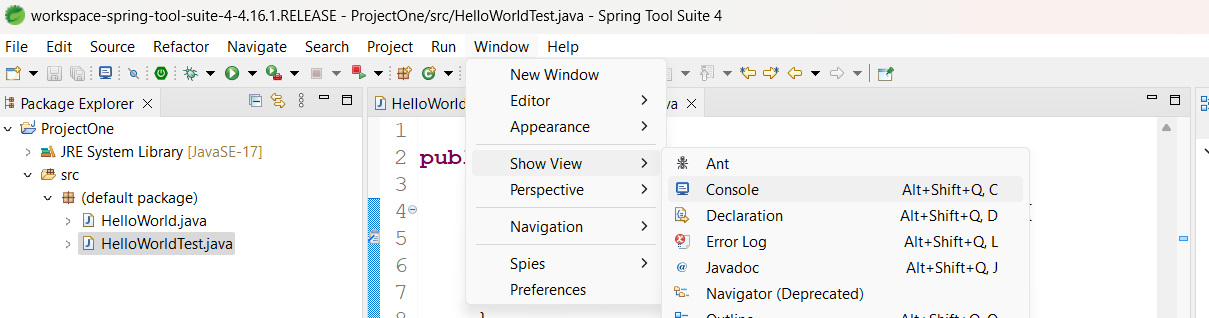 workspace-spring-tool-suite-4-4.16.1.RELEASE - ProjectOne/src/HelloWorldTest.java - Spring Tool Suite 4
File Edit Source Refactor Navigate Search Project Run Window Help
Package Explorer
ProjectOne
JRE System Library [JavaSE-17]
src
(default package)
HelloWorld.java
HelloWorldTest.java
HelloWorld
va
1
2 publ
3
4
5
6
7
8 }
New Window
Editor
Appearance
Show View
Perspective
Navigation
Spies
Preferences
Ant
Console Alt+Shift+Q, C
Declaration Alt+Shift+Q, D
Error Log Alt+Shift+Q, L
Javadoc Alt+Shift+Q, J
Navigator (Deprecated)
Outline Alt+Shift+Q, O